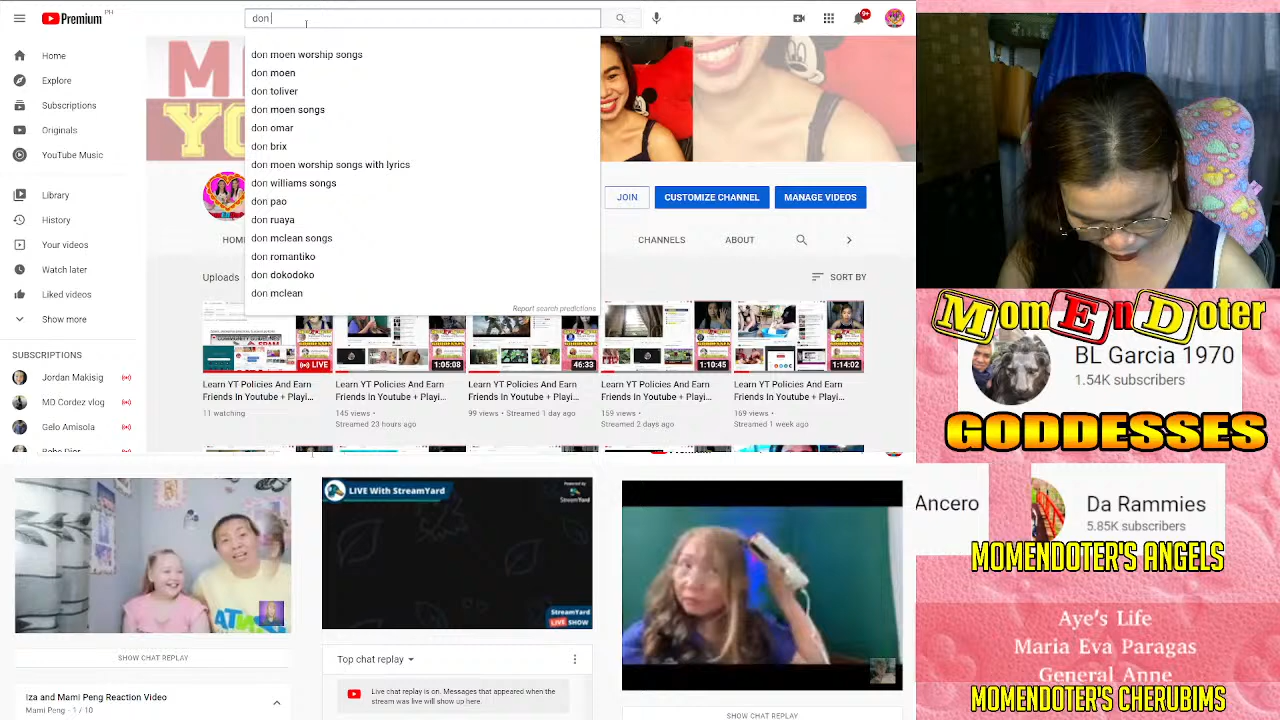 Premium PH
don
9+
don moen worship songs
don moen
don toliver
don moen songs
don omar
don brix
don moen worship songs with lyrics
don williams songs
don pao
don ruaya
don mclean songs
don romantiko
don dokodoko
don mclean
Report search predictions
Home
Explore
Subscriptions
Originals
YouTube Music
Library
History
Your videos
Watch later
Liked videos
Show more
SUBSCRIPTIONS
Jordan Makisig
MD Cordez vlog
Gelo Amisola
JOIN
CUSTOMIZE CHANNEL
MANAGE VIDEOS
CHANNELS
ABOUT
Uploads
SORT BY
LIVE
1:05:08
46:33
1:10:45
1:14:02
Learn YT Policies And Earn
Friends In Youtube + Playi...
11 watching
Learn YT Policies And Earn
Friends In Youtube + Playi...
145 views •
Streamed 23 hours ago
Learn YT Policies And Earn
Friends In Youtube + Playi...
99 views • Streamed 1 day ago
Learn YT Policies And Earn
Friends In Youtube + Playi...
159 views •
Streamed 2 days ago
Learn YT Policies And Earn
Friends In Youtube + Playi...
169 views •
Streamed 1 week ago
MomEnDoter
BL Garcia 1970
1.54K subscribers
GODDESSES
Ancero
Da Rammies
5.85K subscribers
MOMENDOTER'S ANGELS
Aye's Life
Maria Eva Paragas
General Anne
MOMENDOTER'S CHERUBIMS
SHOW CHAT REPLAY
Iza and Mami Peng Reaction Video
Mami Peng - 1 / 10
LIVE With StreamYard
Powered by
StreamYard
StreamYard
LIVE SHOW
Top chat replay
Live chat replay is on. Messages that appeared when the
stream was live will show up here.
SHOW CHAT REPLAY